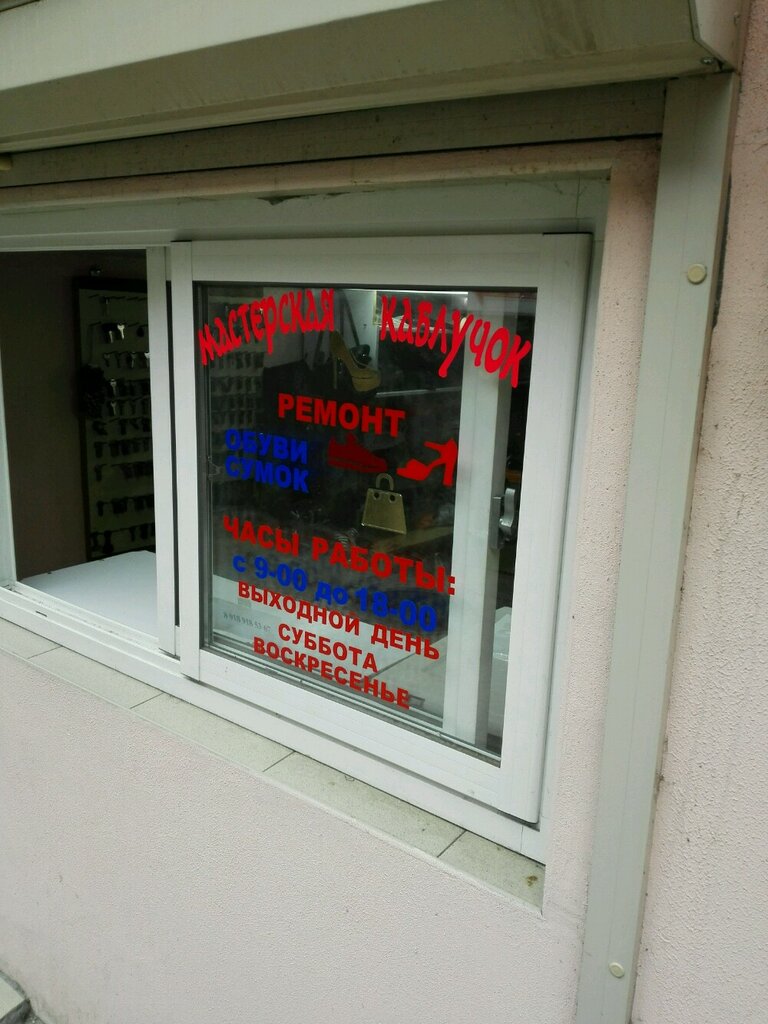 мастерская каблучок
РЕМОНТ
ОБУВИ
СУМОК
ЧАСЫ РАБОТЫ:
с 9-00 до 18-00
ВЫХОДНОЙ ДЕНЬ
СУББОТА
ВОСКРЕСЕНЬЕ